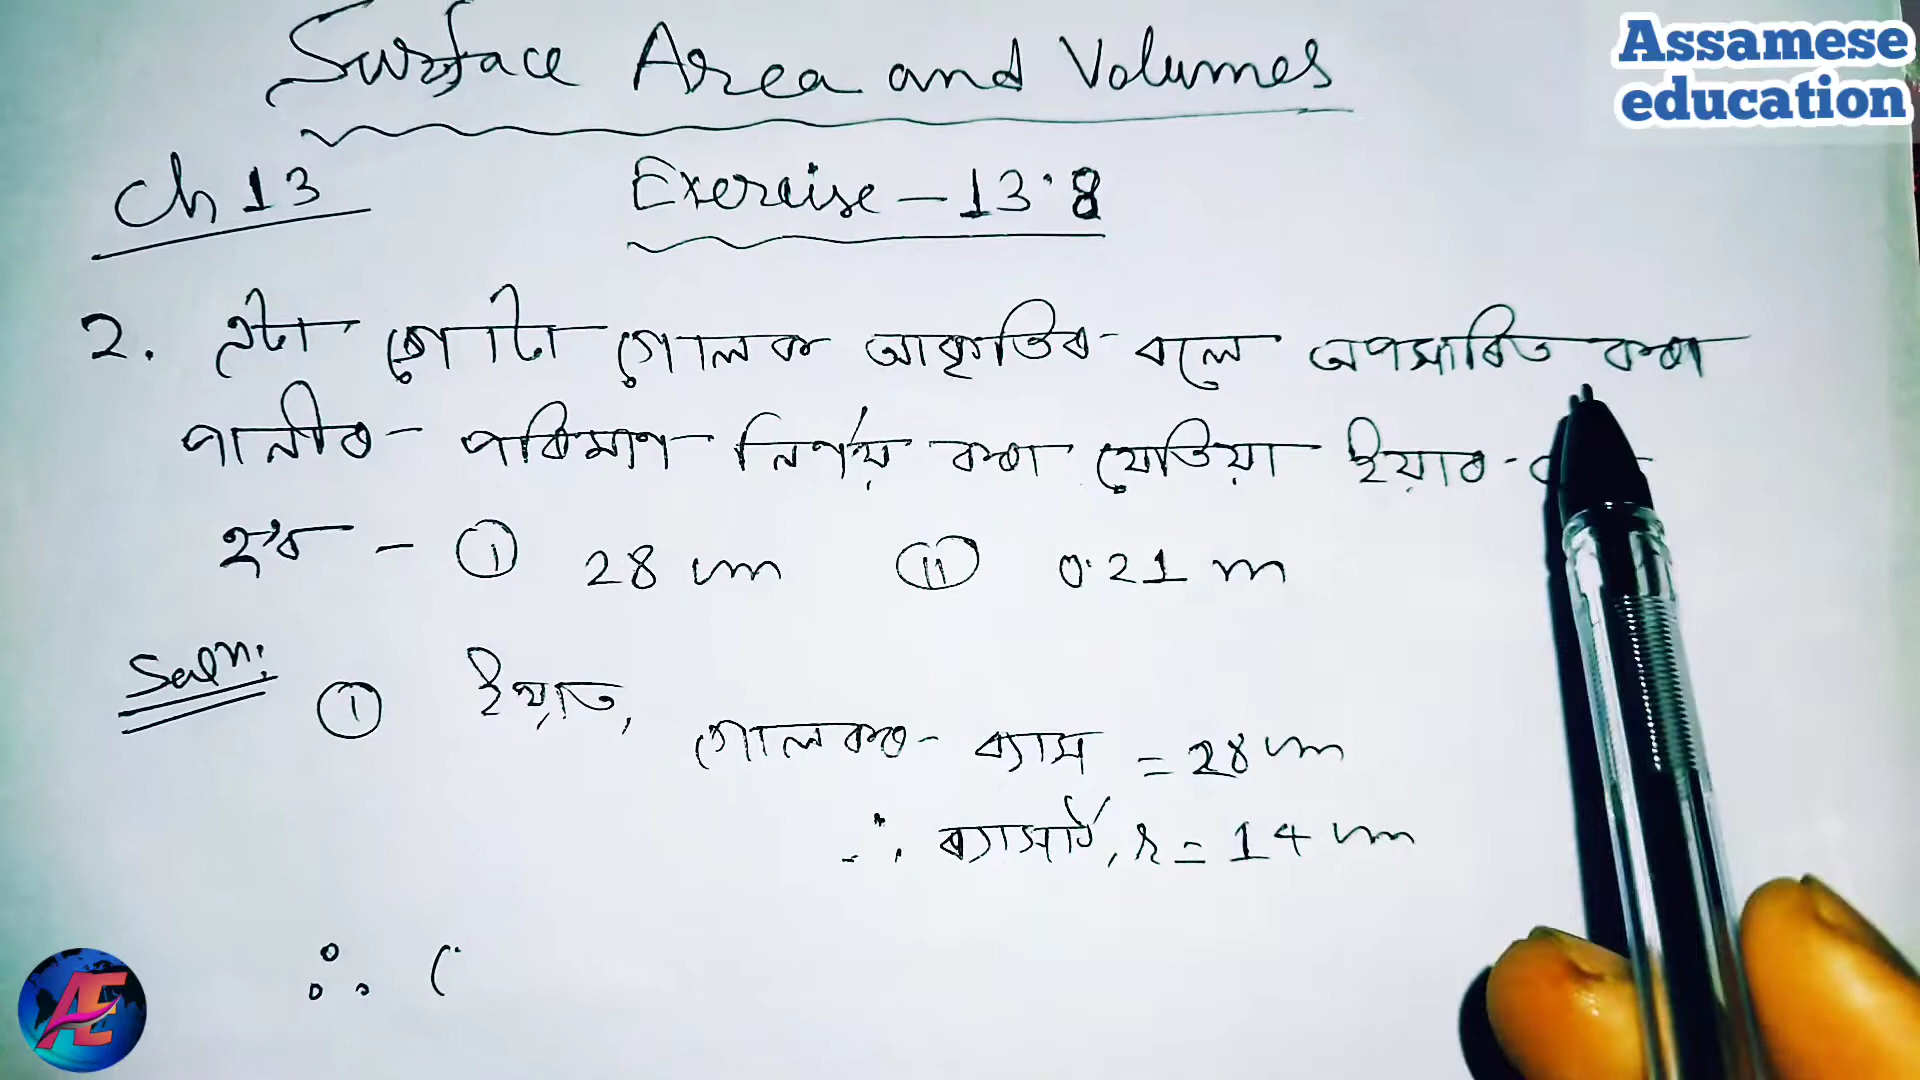 Surface Area and Volumes
Assamese
education
Ch 13
Exercise - 13.8
2. এটা গোটা গোলক আকৃতিৰ বলে অপসাৰিত কৰা
পানীৰ পৰিমাণ নিৰ্ণয় কৰা যেতিয়া ইয়াৰ
হ'ব - (i) 28 cm (ii) 0.21 m
Soln: (i) ইয়াত,
গোলকৰ ব্যাস = 28 cm
∴ ব্যাসাৰ্ধ, r = 14 cm
∴
AE